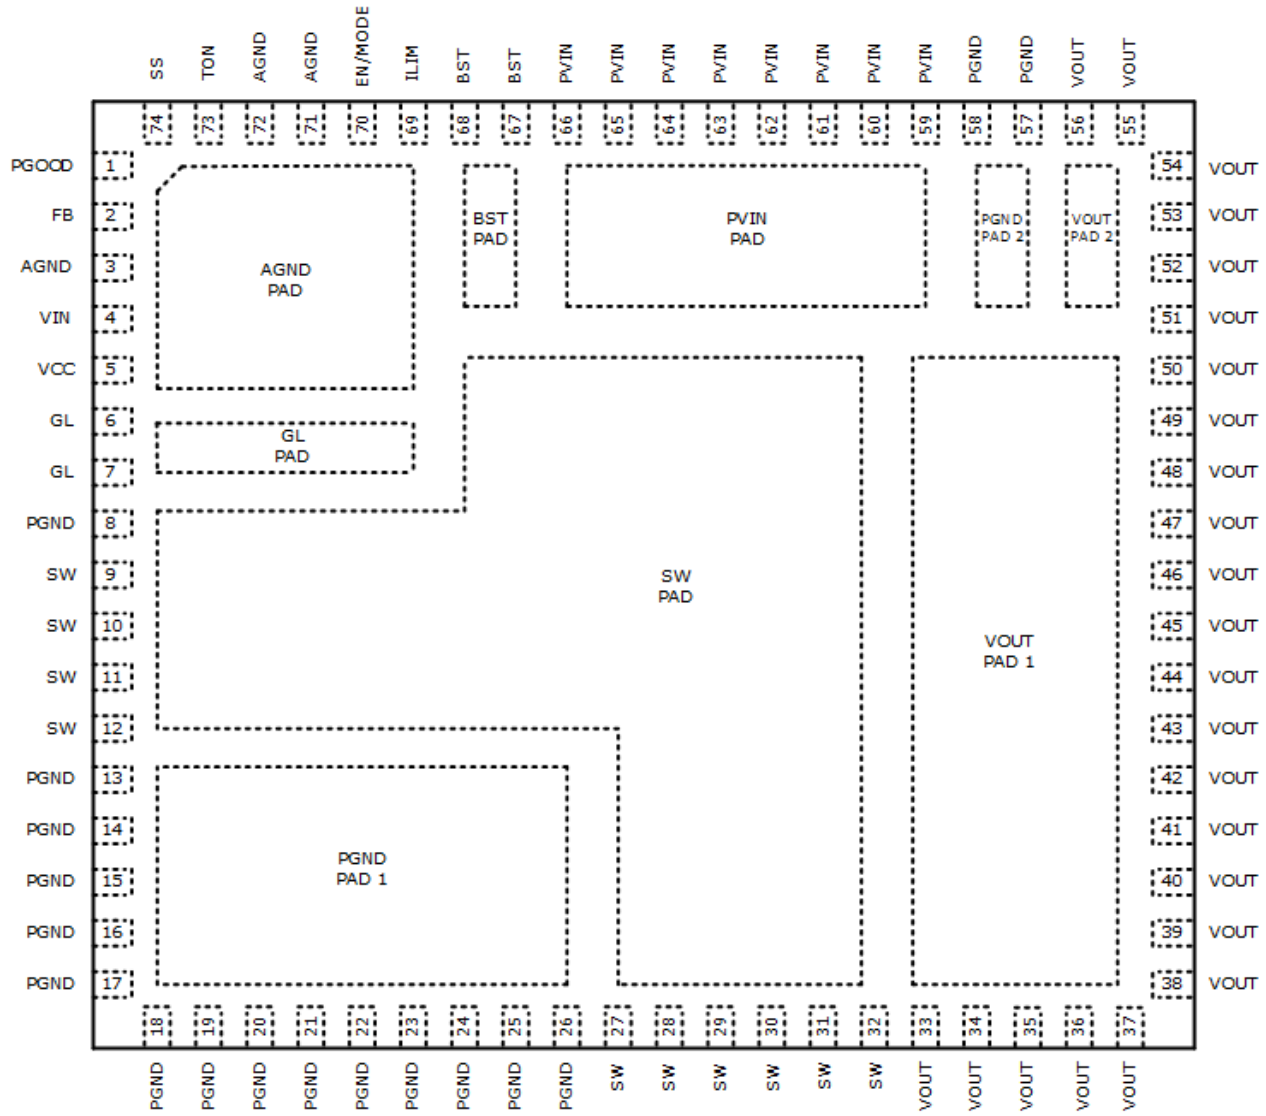 SS
TON
AGND
AGND
EN/MODE
ILIM
BST
BST
PVIN
PVIN
PVIN
PVIN
PVIN
PVIN
PVIN
PVIN
PGND
PGND
VOUT
VOUT
74
73
72
71
70
69
68
67
66
65
64
63
62
61
60
59
58
57
56
55
PGOOD 1
54 VOUT
FB 2
53 VOUT
AGND 3
52 VOUT
VIN 4
51 VOUT
VCC 5
50 VOUT
GL 6
49 VOUT
GL 7
48 VOUT
PGND 8
47 VOUT
SW 9
46 VOUT
SW 10
45 VOUT
SW 11
44 VOUT
SW 12
43 VOUT
PGND 13
42 VOUT
PGND 14
41 VOUT
PGND 15
40 VOUT
PGND 16
39 VOUT
PGND 17
38 VOUT
AGND
PAD
BST
PAD
PVIN
PAD
PGND
PAD 2
VOUT
PAD 2
GL
PAD
SW
PAD
VOUT
PAD 1
PGND
PAD 1
18
19
20
21
22
23
24
25
26
27
28
29
30
31
32
33
34
35
36
37
PGND
PGND
PGND
PGND
PGND
PGND
PGND
PGND
PGND
SW
SW
SW
SW
SW
SW
VOUT
VOUT
VOUT
VOUT
VOUT